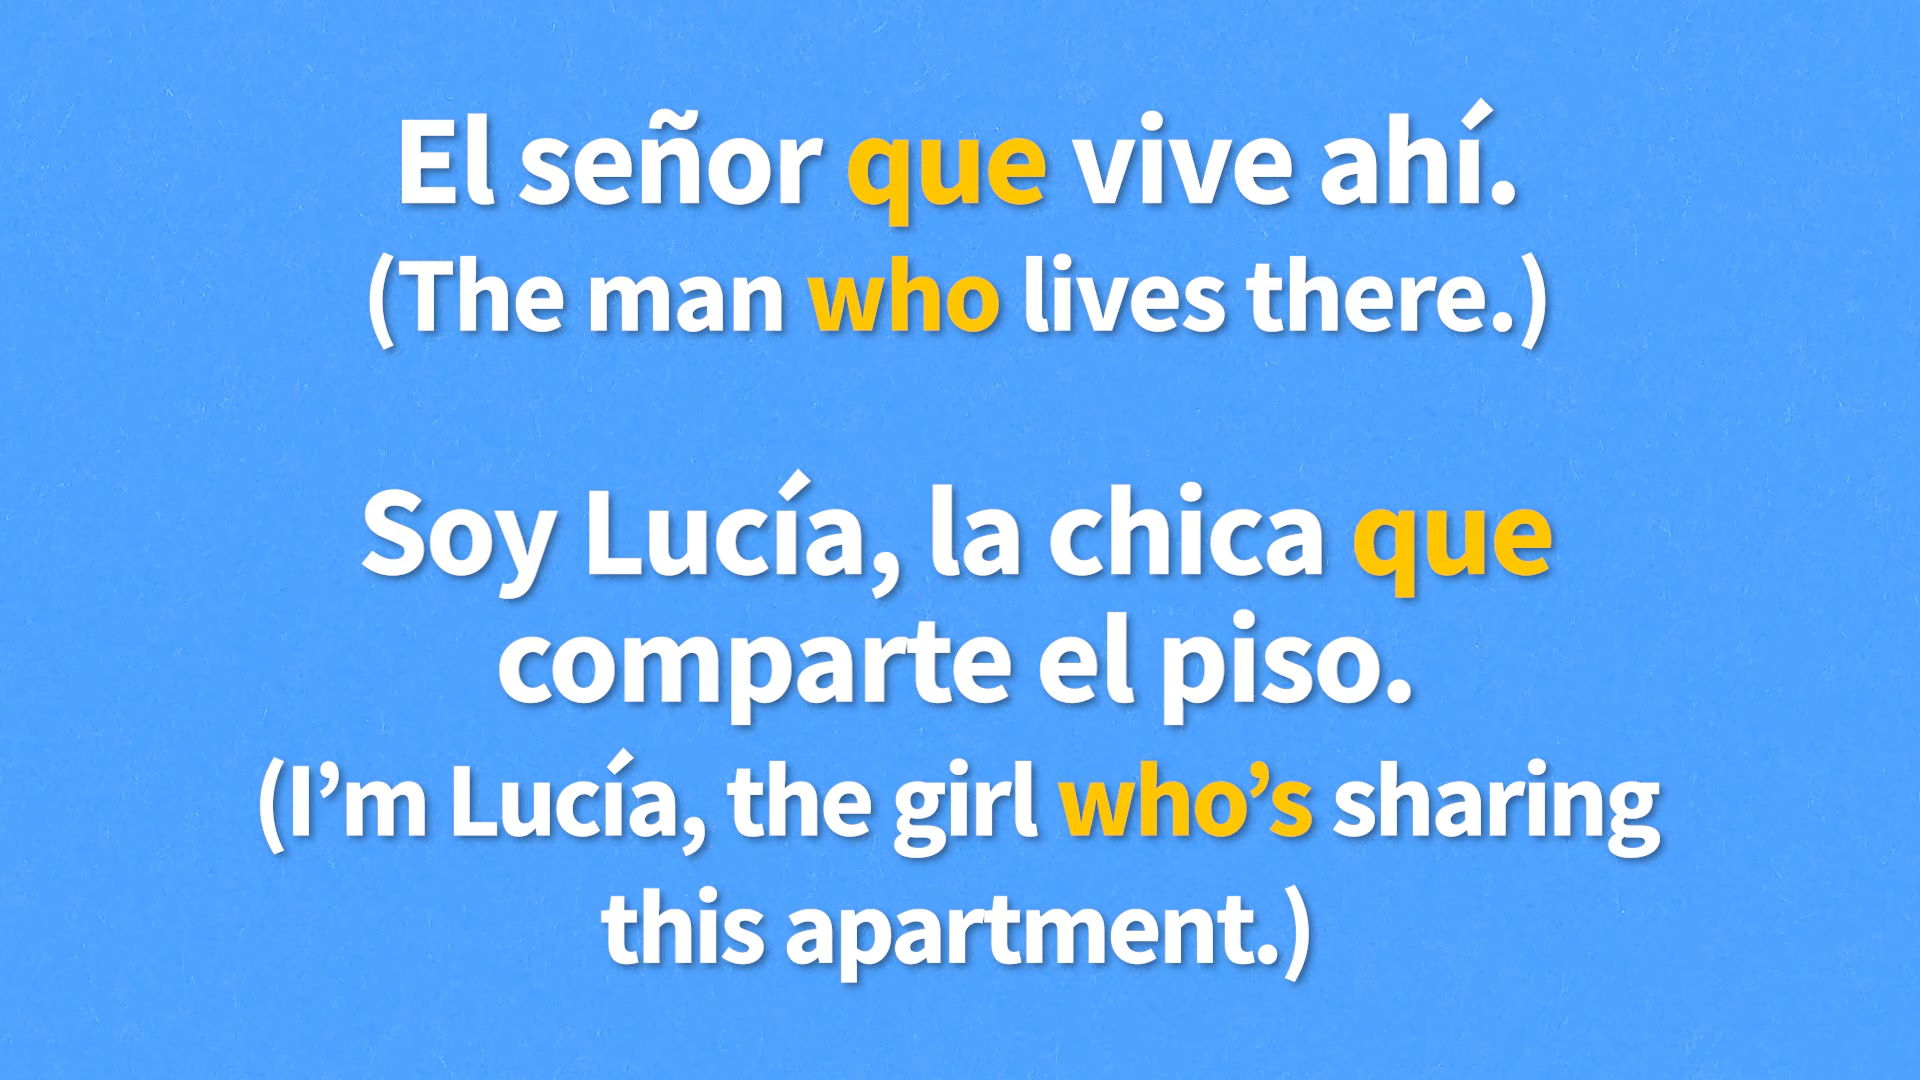 El señor que vive ahí.
(The man who lives there.)
Soy Lucía, la chica que
comparte el piso.
(I’m Lucía, the girl who’s sharing
this apartment.)